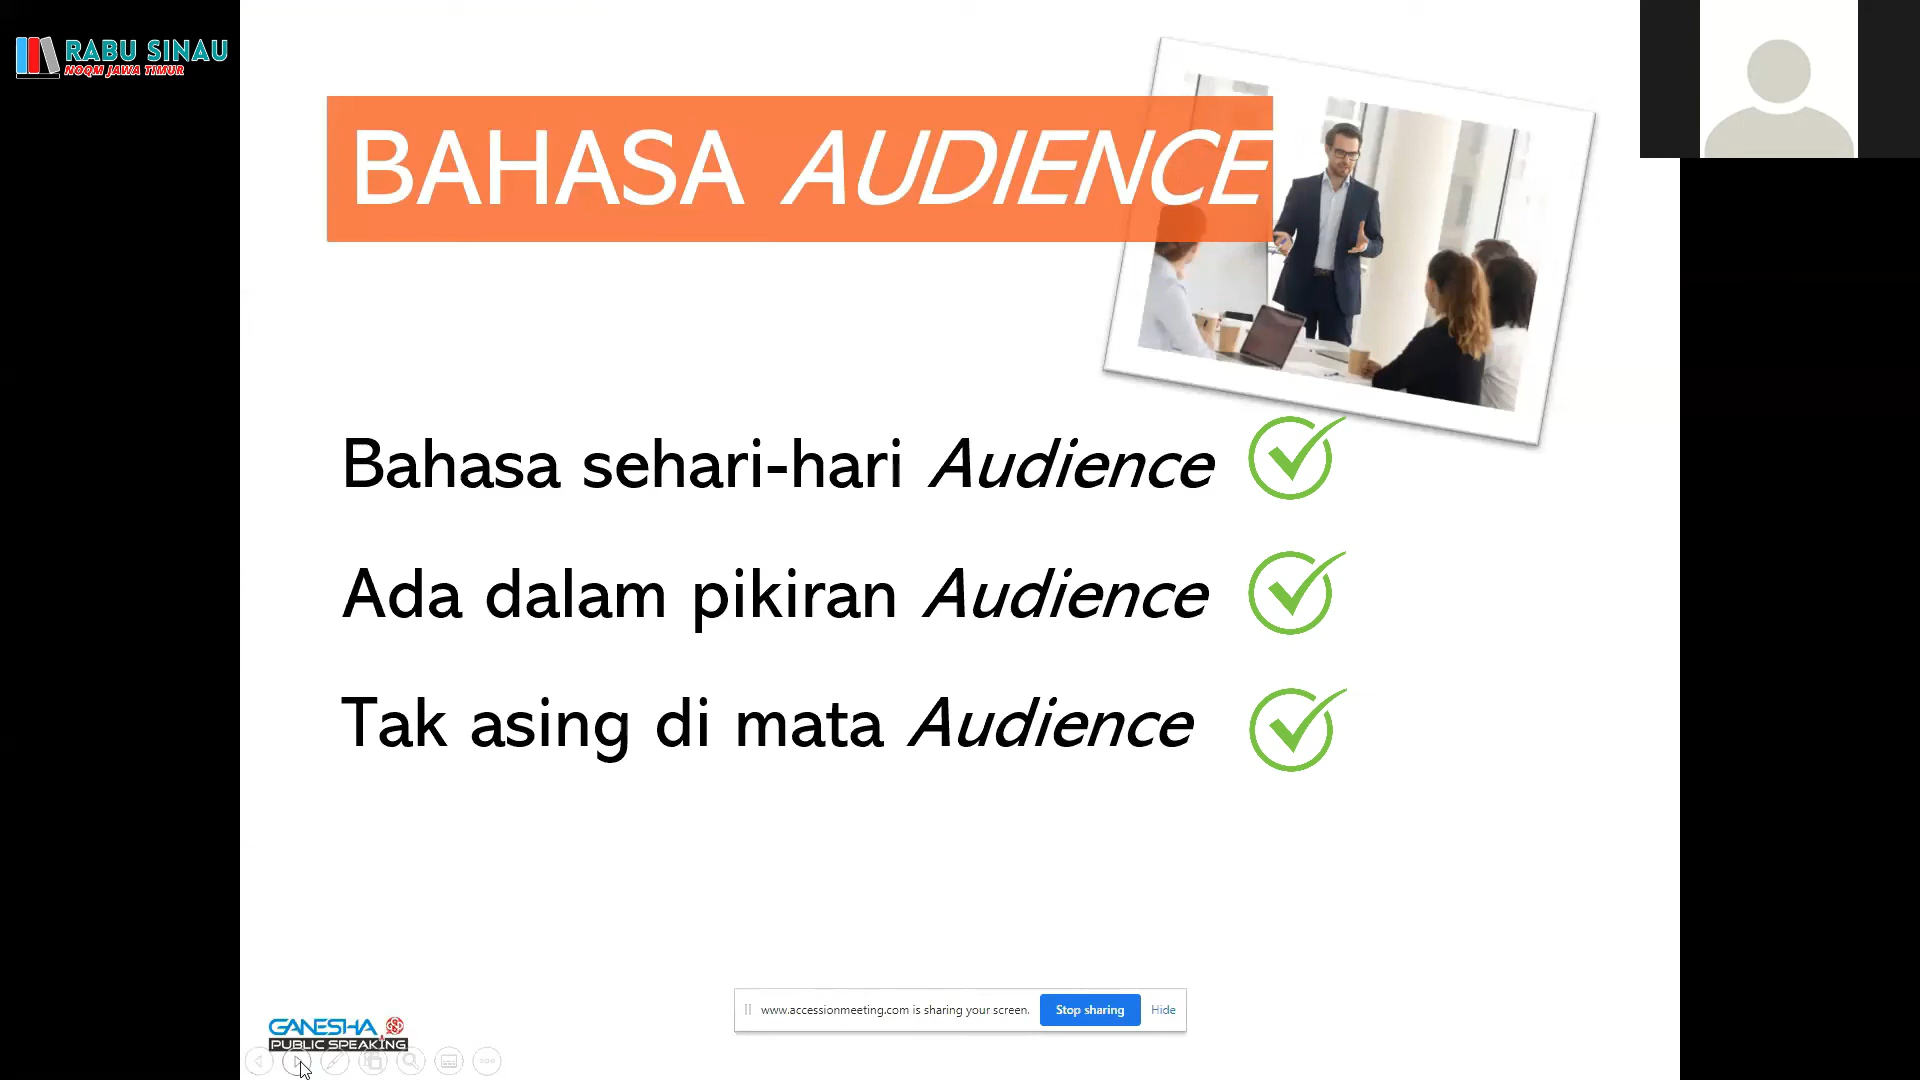 RABU SINAU
NOQM JAWA TIMUR
BAHASA AUDIENCE
Bahasa sehari-hari Audience
Ada dalam pikiran Audience
Tak asing di mata Audience
www.accessionmeeting.com is sharing your screen.
Stop sharing
Hide
GANESHA
PUBLIC SPEAKING